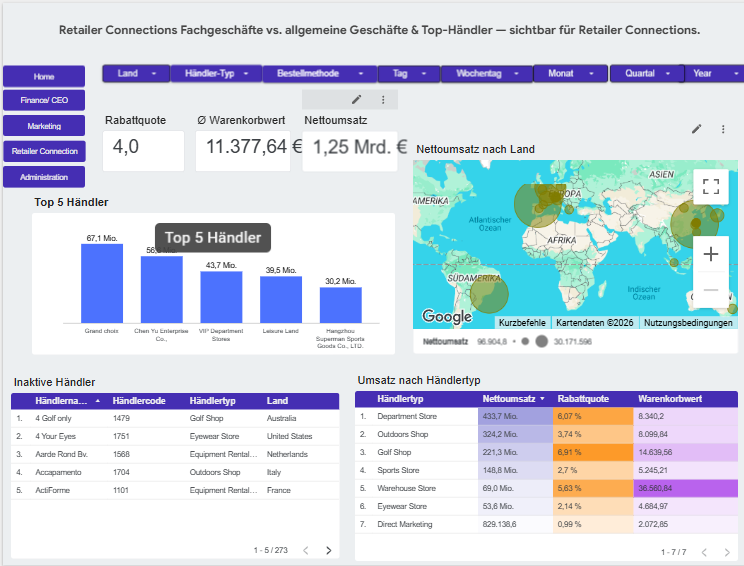 Retailer Connections Fachgeschäfte vs. allgemeine Geschäfte & Top-Händler — sichtbar für Retailer Connections.
Home
Finance/ CEO
Marketing
Retailer Connection
Administration
Land Händler-Typ Bestellmethode Tag Wochentag Monat Quartal Year
Rabattquote
4,0
Ø Warenkorbwert
11.377,64 €
Nettoumsatz
1,25 Mrd. €
Top 5 Händler
Top 5 Händler
67,1 Mio.
43,7 Mio.
39,5 Mio.
30,2 Mio.
Grand choix
Chen Yu Enterprise Co.,
VIP Department Stores
Leisure Land
Hangzhou Superman Sports Goods Co., LTD.
Nettoumsatz nach Land
AMERIKA
OPA
ASIEN
Atlantischer
Ozean
AFRIKA
SÜDAMERIKA
Indischer
Ozean
Google
Kurzbefehle Kartendaten ©2026 Nutzungsbedingungen
Nettoumsatz 96.904,8 30.171.596
Inaktive Händler
Händlerna... Händlercode Händlertyp Land
1. 4 Golf only 1479 Golf Shop Australia
2. 4 Your Eyes 1751 Eyewear Store United States
3. Aarde Rond Bv. 1568 Equipment Rental... Netherlands
4. Accapamento 1704 Outdoors Shop Italy
5. ActiForme 1101 Equipment Rental... France
1 - 5 / 273
Umsatz nach Händlertyp
Händlertyp Nettoumsatz Rabattquote Warenkorbwert
1. Department Store 433,7 Mio. 6,07 % 8.340,2
2. Outdoors Shop 324,2 Mio. 3,74 % 8.099,84
3. Golf Shop 221,3 Mio. 6,91 % 14.639,56
4. Sports Store 148,8 Mio. 2,7 % 5.245,21
5. Warehouse Store 69,0 Mio. 5,63 % 36.560,84
6. Eyewear Store 53,6 Mio. 2,14 % 4.684,97
7. Direct Marketing 829.138,6 0,99 % 2.072,85
1 - 7 / 7